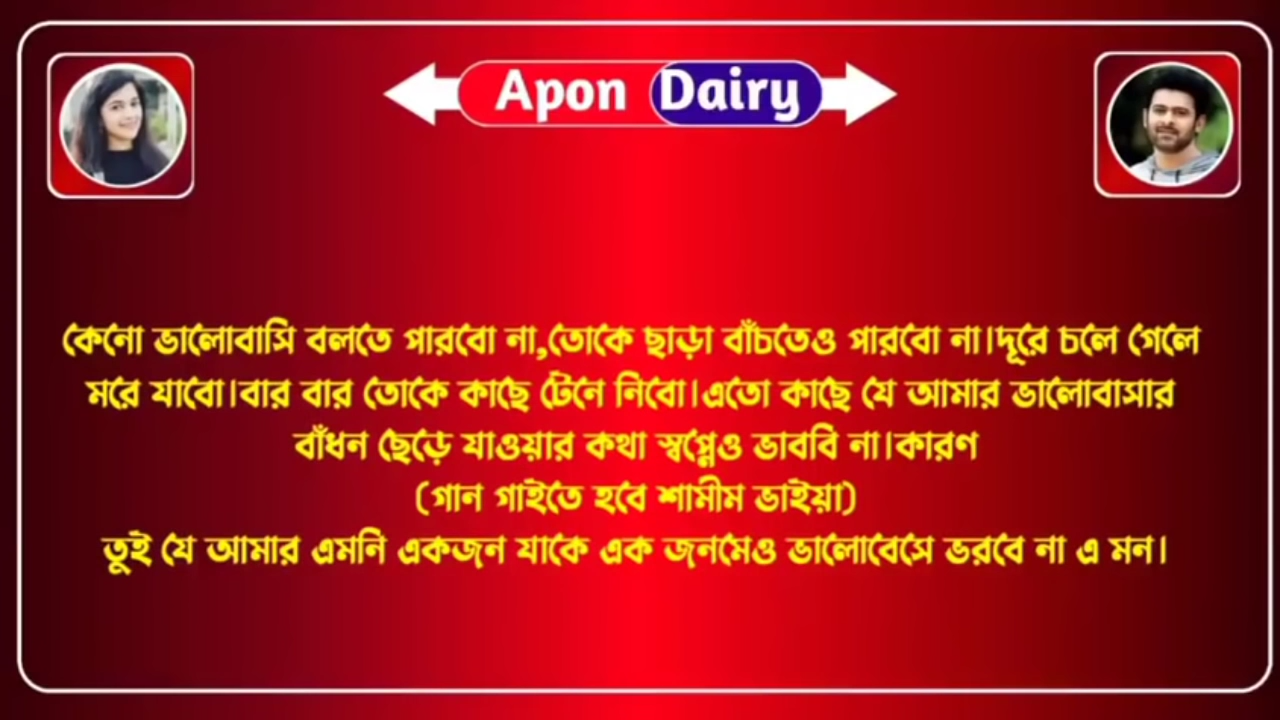 Apon Dairy
কেনো ভালোবাসি বলতে পারবো না,তোকে ছাড়া বাঁচতেও পারবো না।দূরে চলে গেলে
মরে যাবো।বার বার তোকে কাছে টেনে নিবো।এতো কাছে যে আমার ভালোবাসার
বাঁধন ছেড়ে যাওয়ার কথা স্বপ্নেও ভাববি না।কারণ
(গান গাইতে হবে শামীম ভাইয়া)
তুই যে আমার এমনি একজন যাকে এক জনমেও ভালোবেসে ভরবে না এ মন।